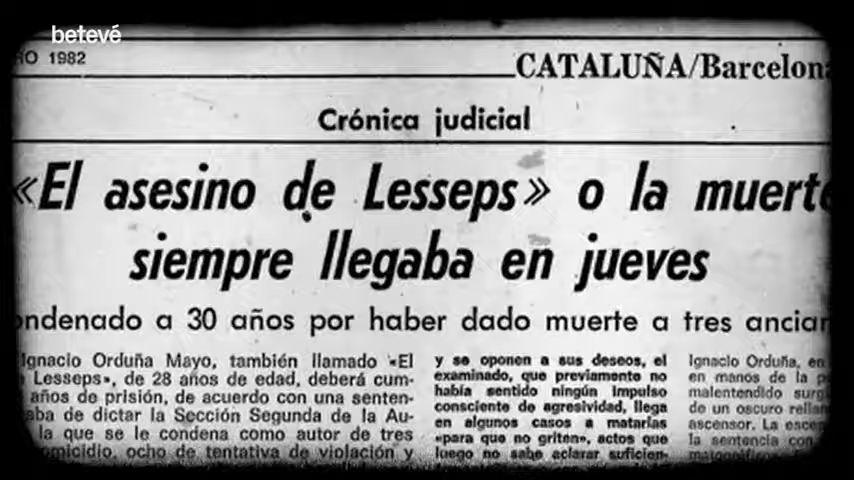 betevé
RO 1982
CATALUÑA/Barcelona
Crónica judicial
«El asesino de Lesseps» o la muerte
siempre llegaba en jueves
ondenado a 30 años por haber dado muerte a tres ancian
Ignacio Orduña Mayo, también llamado «El
Lesseps», de 28 años de edad, deberá cum-
años de prisión, de acuerdo con una senten-
aba de dictar la Sección Segunda de la Au-
la que se le condena como autor de tres
omicidio, ocho de tentativa de violación y
y se oponen a sus deseos, el
examinado, que previamente no
había sentido ningún impulso
consciente de agresividad, llega
en algunos casos a matarlas
«para que no griten», actos que
luego no sabe aclarar suficien-
Ignacio Orduña, en
en manos de la p
malentendido surgi
de un oscuro rellan
ascensor. La escen
la sentencia con